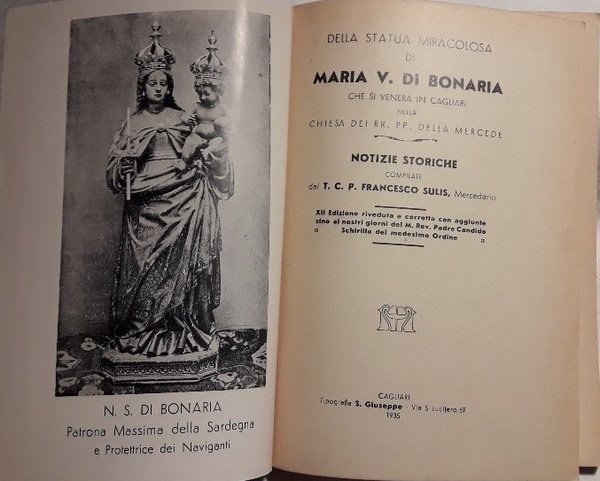 N. S. DI BONARIA
Patrona Massima della Sardegna
e Protettrice dei Naviganti
DELLA STATUA MIRACOLOSA
DI
MARIA V. DI BONARIA
CHE SI VENERA IN CAGLIARI
NELLA
CHIESA DEI RR. PP. DELLA MERCEDE
NOTIZIE STORICHE
COMPILATE
dal T. C. P. FRANCESCO SULIS, Mercedario
XII Edizione riveduta e corretta con aggiunte
sino ai nostri giorni del M. Rev. Padre Candido
" Schirillo del medesimo Ordine "
CAGLIARI
Tipografia S. Giuseppe - Via S. Lucifero 69
1935